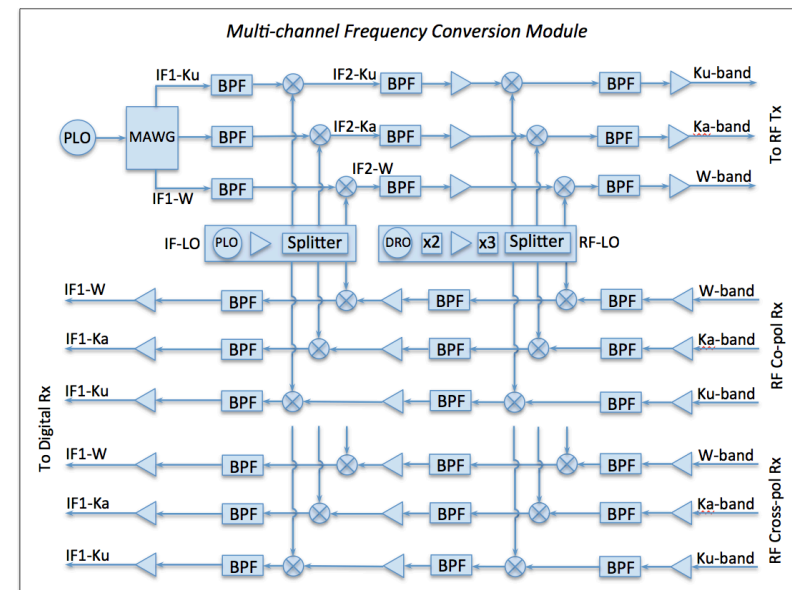 Multi-channel Frequency Conversion Module
IF1-Ku BPF IF2-Ku BPF BPF Ku-band
PLO MAWG BPF IF2-Ka BPF BPF Ka-band
IF1-W BPF IF2-W BPF BPF W-band
To RF Tx
IF-LO PLO Splitter DRO x2 x3 Splitter RF-LO
IF1-W BPF BPF BPF W-band
IF1-Ka BPF BPF BPF Ka-band
IF1-Ku BPF BPF BPF Ku-band
RF Co-pol Rx
To Digital Rx
IF1-W BPF BPF BPF W-band
IF1-Ka BPF BPF BPF Ka-band
IF1-Ku BPF BPF BPF Ku-band
RF Cross-pol Rx